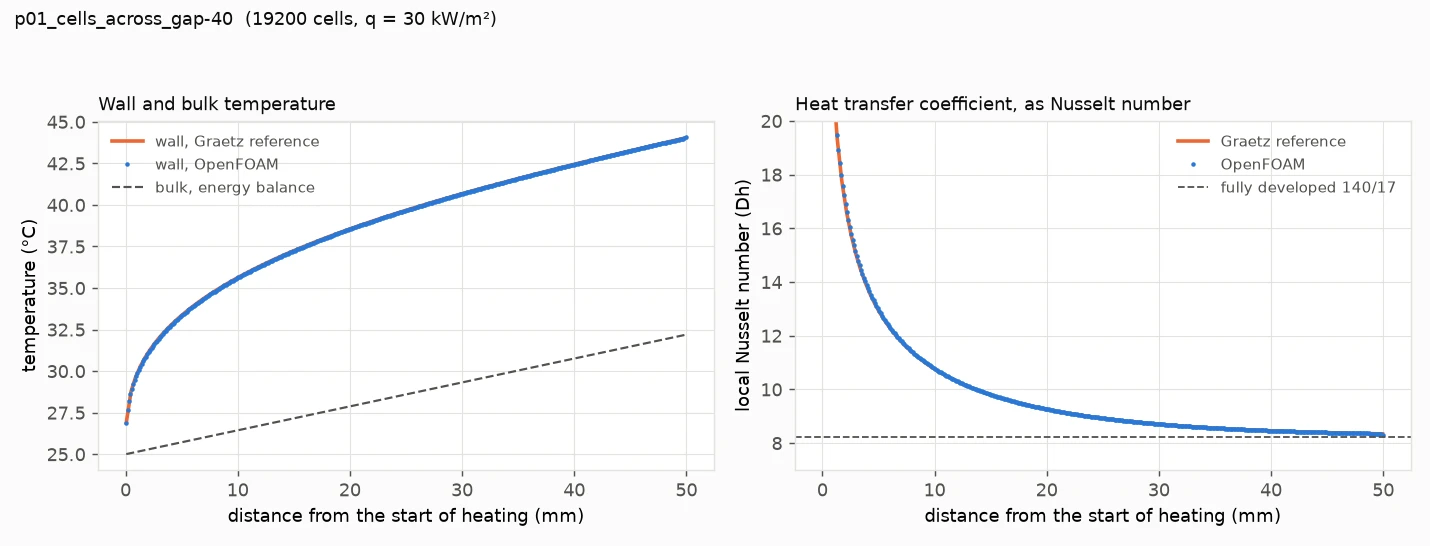 p01_cells_across_gap-40  (19200 cells, q = 30 kW/m²)
Wall and bulk temperature
45.0
42.5
40.0
37.5
35.0
32.5
30.0
27.5
25.0
temperature (°C)
wall, Graetz reference
wall, OpenFOAM
bulk, energy balance
0
10
20
30
40
50
distance from the start of heating (mm)
Heat transfer coefficient, as Nusselt number
20
18
16
14
12
10
8
local Nusselt number (Dh)
Graetz reference
OpenFOAM
fully developed 140/17
0
10
20
30
40
50
distance from the start of heating (mm)